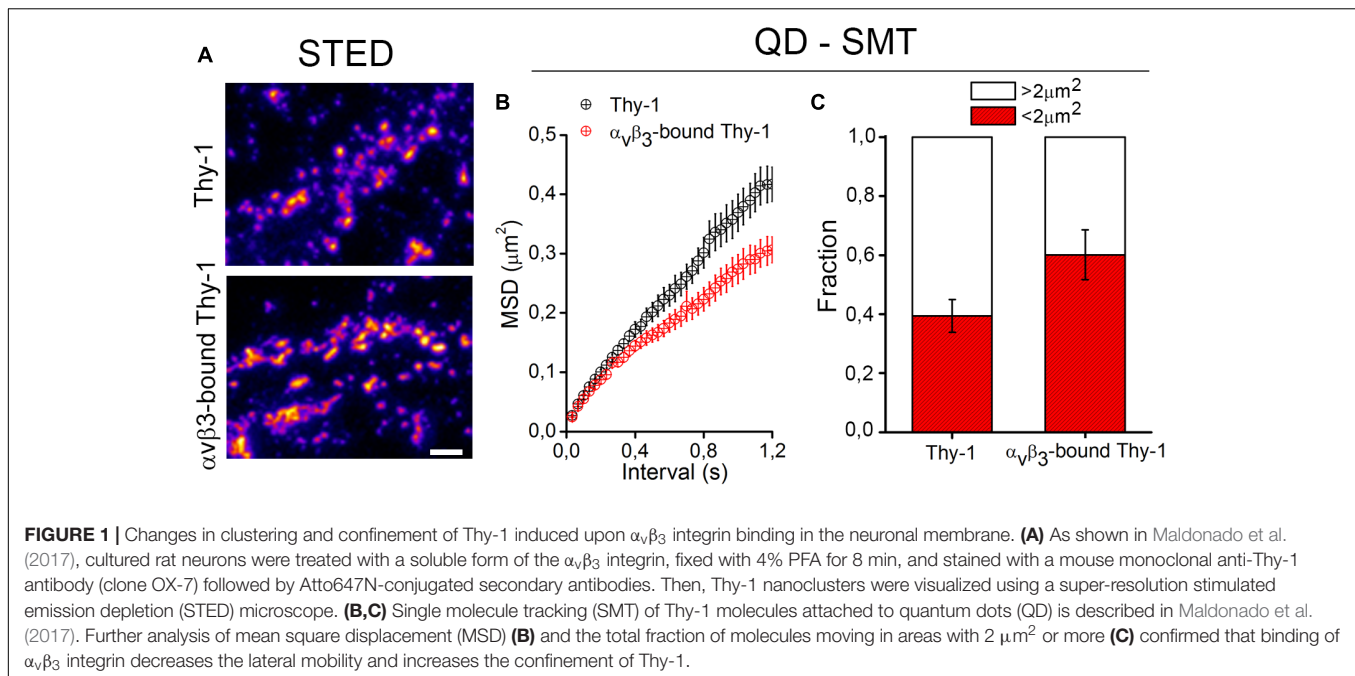 STED
QD - SMT
A
Thy-1
αvβ3-bound Thy-1
B
Thy-1
αvβ3-bound Thy-1
0,5
0,4
0,3
0,2
0,1
0,0
MSD (μm²)
0,0 0,4 0,8 1,2
Interval (s)
C
>2μm²
<2μm²
1,0
0,8
0,6
0,4
0,2
0,0
Fraction
Thy-1 αvβ3-bound Thy-1
FIGURE 1 | Changes in clustering and confinement of Thy-1 induced upon αvβ3 integrin binding in the neuronal membrane. (A) As shown in Maldonado et al.
(2017), cultured rat neurons were treated with a soluble form of the αvβ3 integrin, fixed with 4% PFA for 8 min, and stained with a mouse monoclonal anti-Thy-1
antibody (clone OX-7) followed by Atto647N-conjugated secondary antibodies. Then, Thy-1 nanoclusters were visualized using a super-resolution stimulated
emission depletion (STED) microscope. (B,C) Single molecule tracking (SMT) of Thy-1 molecules attached to quantum dots (QD) is described in Maldonado et al.
(2017). Further analysis of mean square displacement (MSD) (B) and the total fraction of molecules moving in areas with 2 μm² or more (C) confirmed that binding of
αvβ3 integrin decreases the lateral mobility and increases the confinement of Thy-1.